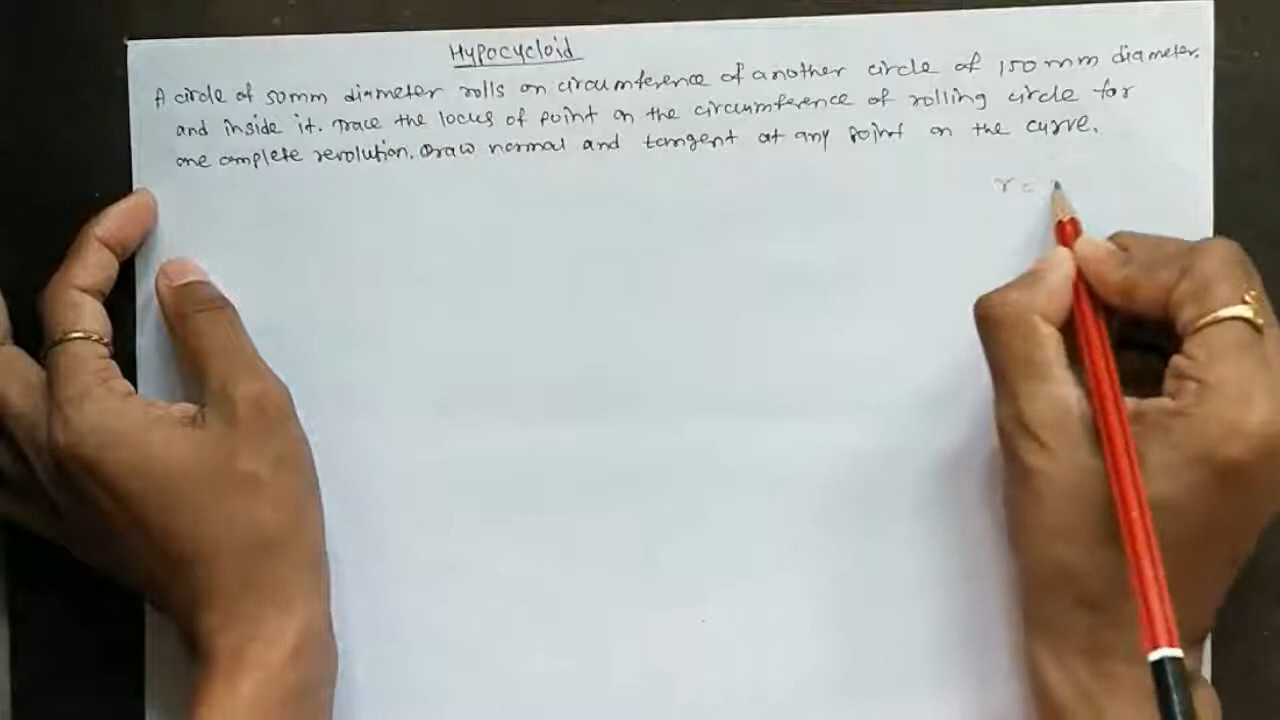 Hypocycloid
A circle of 50mm diameter rolls on circumference of another circle of 150mm diameter.
and inside it. Trace the locus of point on the circumference of rolling circle for
one complete revolution. Draw normal and tangent at any point on the curve.
r =